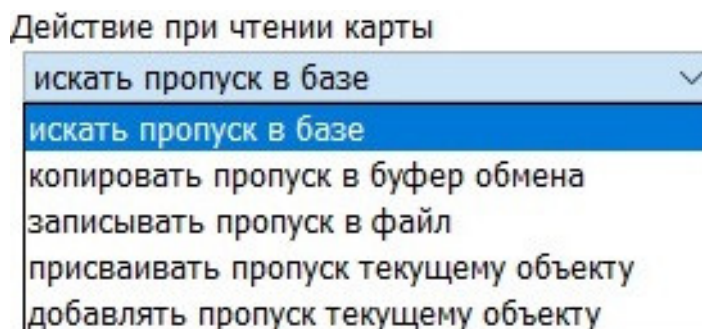 Действие при чтении карты
искать пропуск в базе
искать пропуск в базе
копировать пропуск в буфер обмена
записывать пропуск в файл
присваивать пропуск текущему объекту
добавлять пропуск текущему объекту